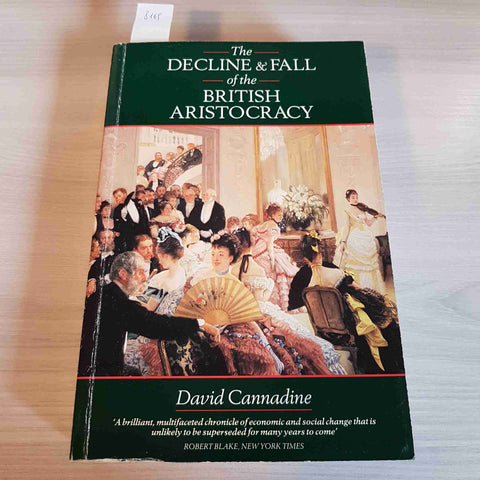 The
DECLINE & FALL
of the
BRITISH
ARISTOCRACY
David Cannadine
'A brilliant, multifaceted chronicle of economic and social change that is
unlikely to be superseded for many years to come'
ROBERT BLAKE, NEW YORK TIMES